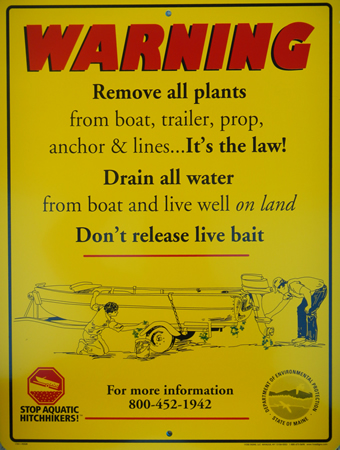 WARNING
Remove all plants
from boat, trailer, prop,
anchor & lines...It's the law!
Drain all water
from boat and live well on land
Don't release live bait
STOP AQUATIC
HITCHHIKERS!
For more information
800-452-1942
DEPARTMENT OF ENVIRONMENTAL PROTECTION
STATE OF MAINE